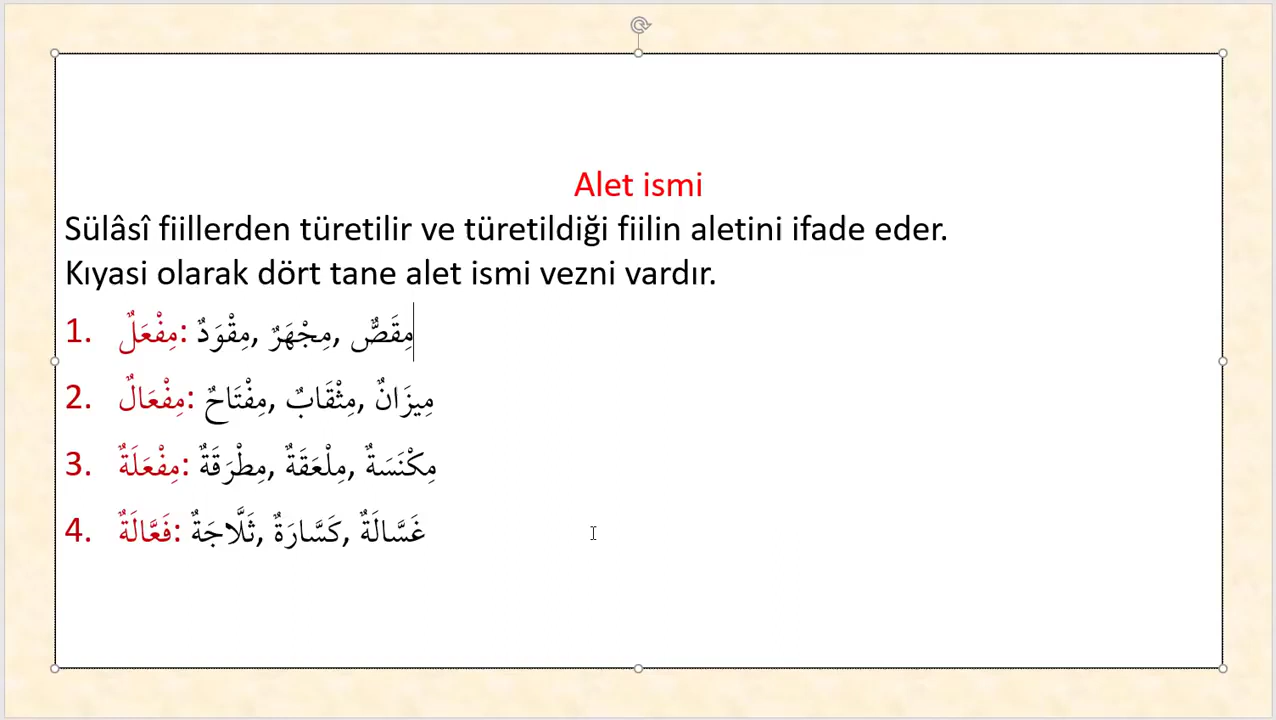 Alet ismi
Sülâsî fiillerden türetilir ve türetildiği fiilin aletini ifade eder.
Kıyasi olarak dört tane alet ismi vezni vardır.
1. مِفْعَلٌ: مِقْوَدٌ, مِجْهَرٌ, مِقَصٌّ
2. مِفْعَالٌ: مِفْتَاحٌ, مِثْقَابٌ, مِيزَانٌ
3. مِفْعَلَةٌ: مِطْرَقَةٌ, مِلْعَقَةٌ, مِكْنَسَةٌ
4. فَعَّالَةٌ: ثَلَّاجَةٌ, كَسَّارَةٌ, غَسَّالَةٌ